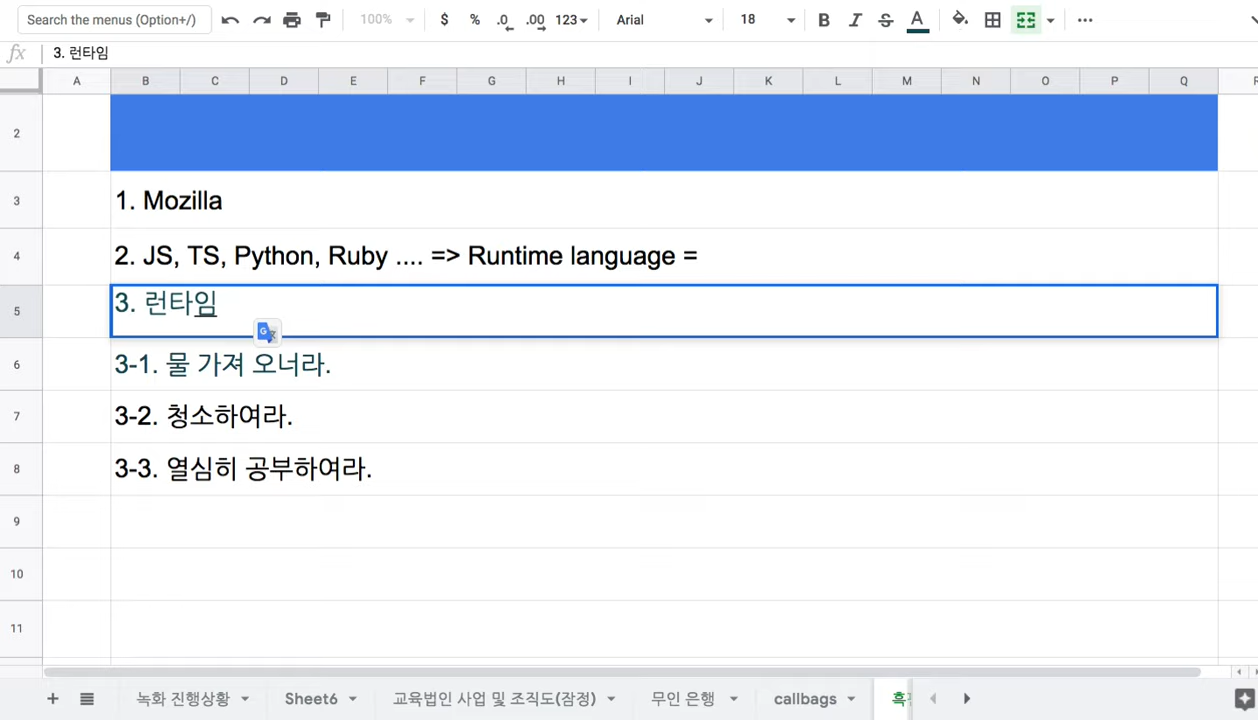 Search the menus (Option+/)
100%
$ % .0 .00 123
Arial
18
B I S A
fx 3. 런타임
A B C D E F G H I J K L M N O P Q
2
3 1. Mozilla
4 2. JS, TS, Python, Ruby .... => Runtime language =
5 3. 런타임
6 3-1. 물 가져 오너라.
7 3-2. 청소하여라.
8 3-3. 열심히 공부하여라.
9
10
11
녹화 진행상황 Sheet6 교육법인 사업 및 조직도(잠정) 무인 은행 callbags